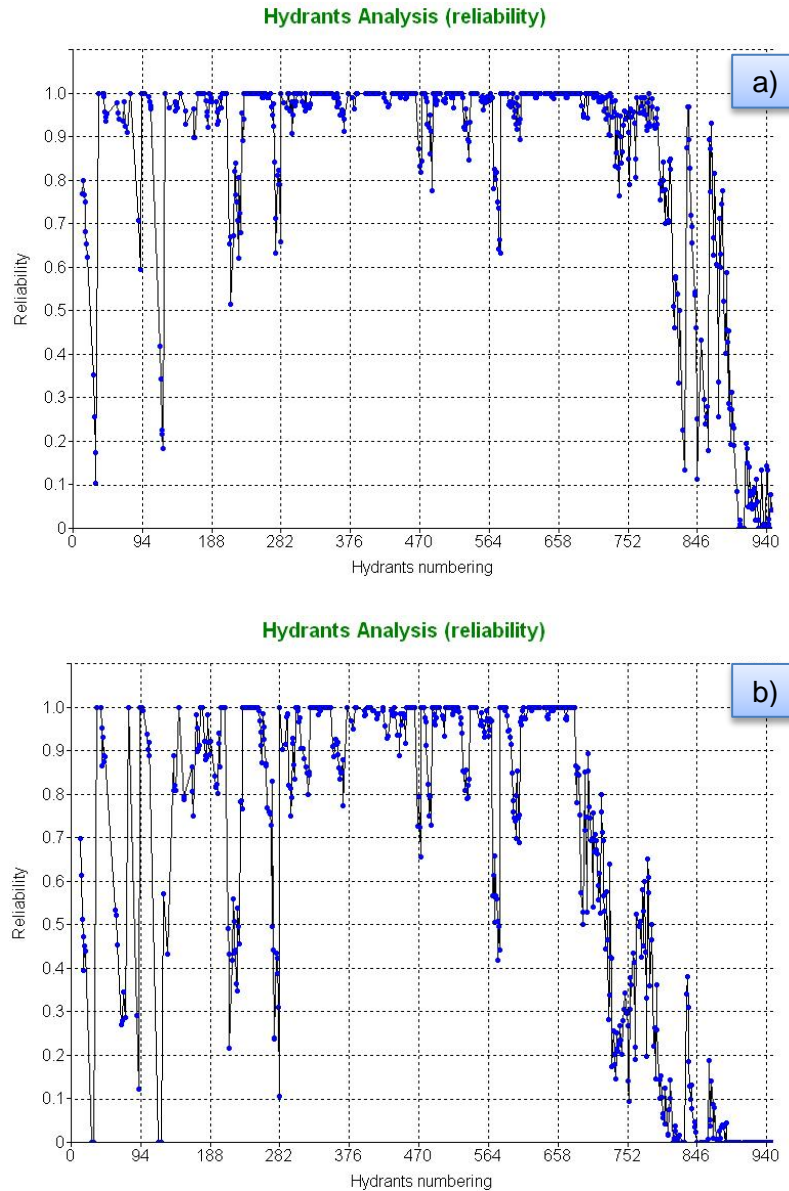 Hydrants Analysis (reliability)
a)
1.0
0.9
0.8
0.7
0.6
0.5
0.4
0.3
0.2
0.1
0
Reliability
0 94 188 282 376 470 564 658 752 846 940
Hydrants numbering
Hydrants Analysis (reliability)
b)
1.0
0.9
0.8
0.7
0.6
0.5
0.4
0.3
0.2
0.1
0
Reliability
0 94 188 282 376 470 564 658 752 846 940
Hydrants numbering